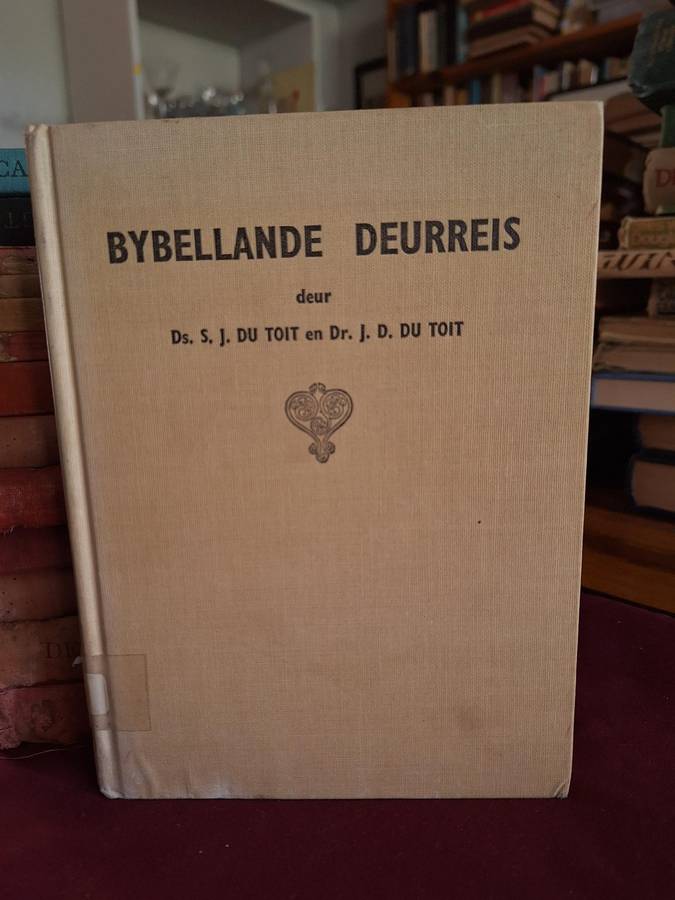 BYBELLANDE DEURREIS
deur
Ds. S. J. DU TOIT en Dr. J. D. DU TOIT